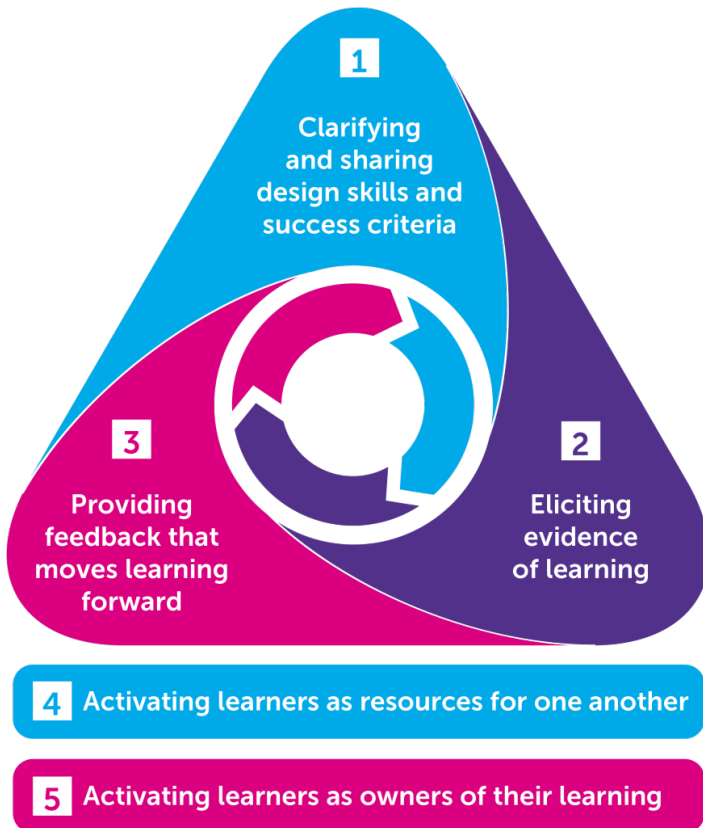 1
Clarifying
and sharing
design skills and
success criteria
2
Eliciting
evidence
of learning
3
Providing
feedback that
moves learning
forward
4 Activating learners as resources for one another
5 Activating learners as owners of their learning